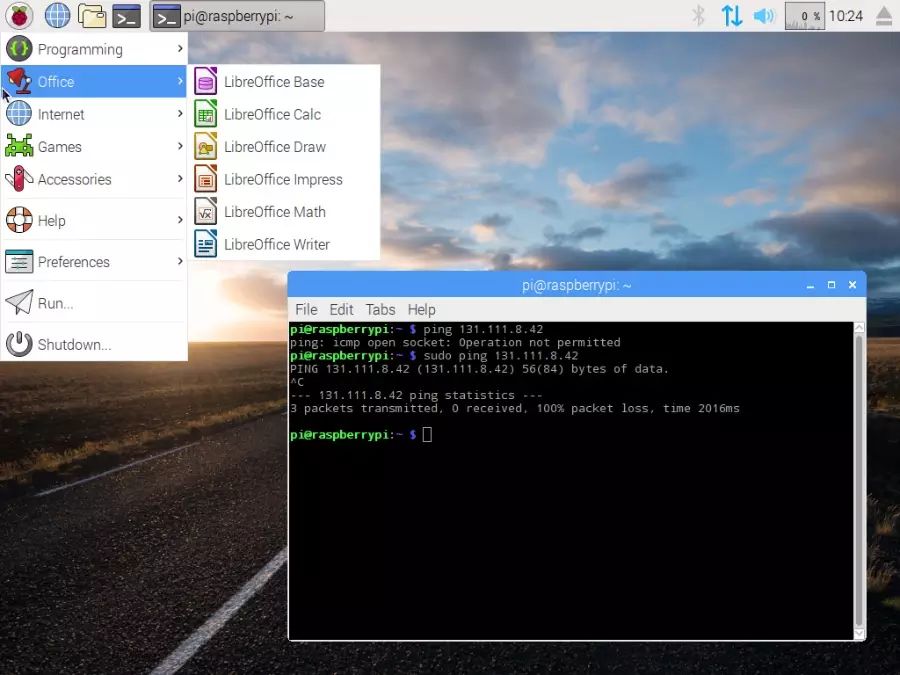 pi@raspberrypi: ~
0 %
10:24
Programming
Office
Internet
Games
Accessories
Help
Preferences
Run...
Shutdown...
LibreOffice Base
LibreOffice Calc
LibreOffice Draw
LibreOffice Impress
LibreOffice Math
LibreOffice Writer
pi@raspberrypi: ~
File Edit Tabs Help
pi@raspberrypi:~ $ ping 131.111.8.42
ping: icmp open socket: Operation not permitted
pi@raspberrypi:~ $ sudo ping 131.111.8.42
PING 131.111.8.42 (131.111.8.42) 56(84) bytes of data.
^C
--- 131.111.8.42 ping statistics ---
3 packets transmitted, 0 received, 100% packet loss, time 2016ms
pi@raspberrypi:~ $